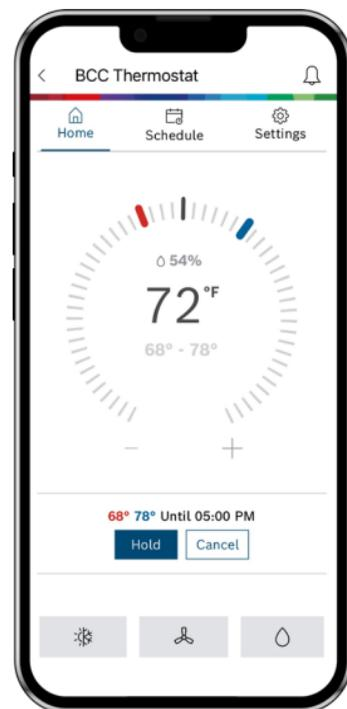 BCC Thermostat
Home Schedule Settings
54%
72°F
68° - 78°
− +
68° 78° Until 05:00 PM
Hold Cancel